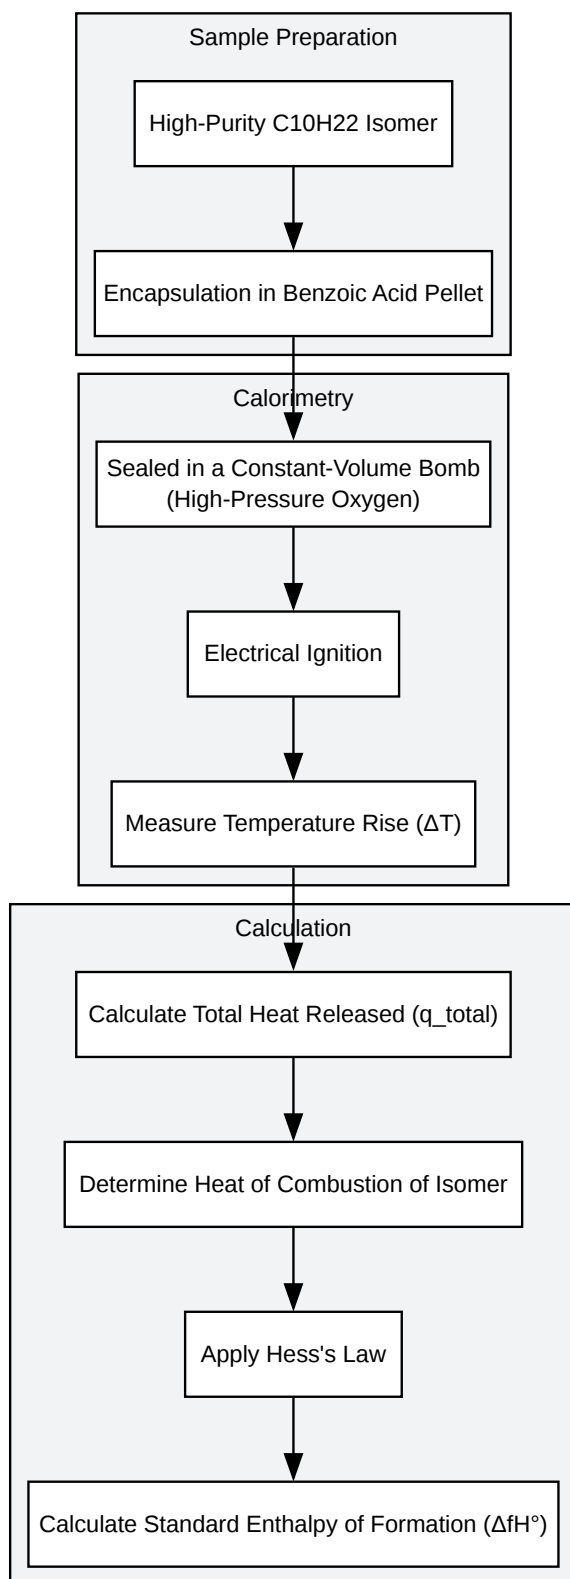 Sample Preparation
High-Purity C10H22 Isomer
Encapsulation in Benzoic Acid Pellet
Calorimetry
Sealed in a Constant-Volume Bomb
(High-Pressure Oxygen)
Electrical Ignition
Measure Temperature Rise (ΔT)
Calculation
Calculate Total Heat Released (q_total)
Determine Heat of Combustion of Isomer
Apply Hess's Law
Calculate Standard Enthalpy of Formation (ΔfH°)